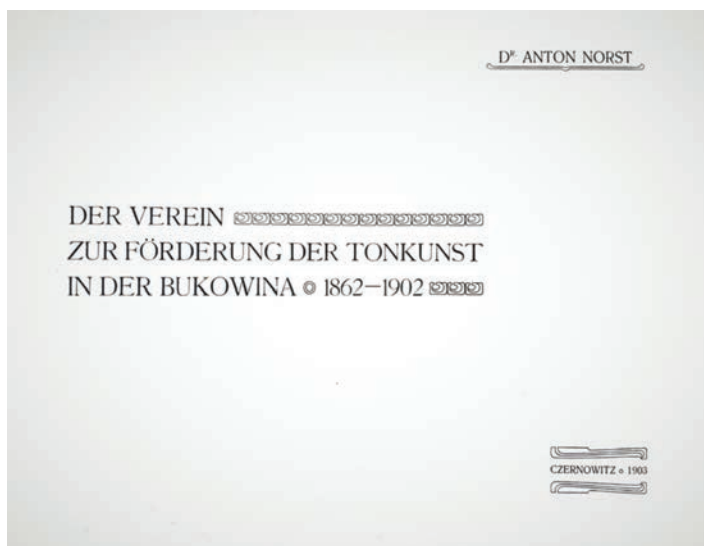 DR. ANTON NORST
DER VEREIN
ZUR FÖRDERUNG DER TONKUNST
IN DER BUKOWINA 1862–1902
CZERNOWITZ 1903